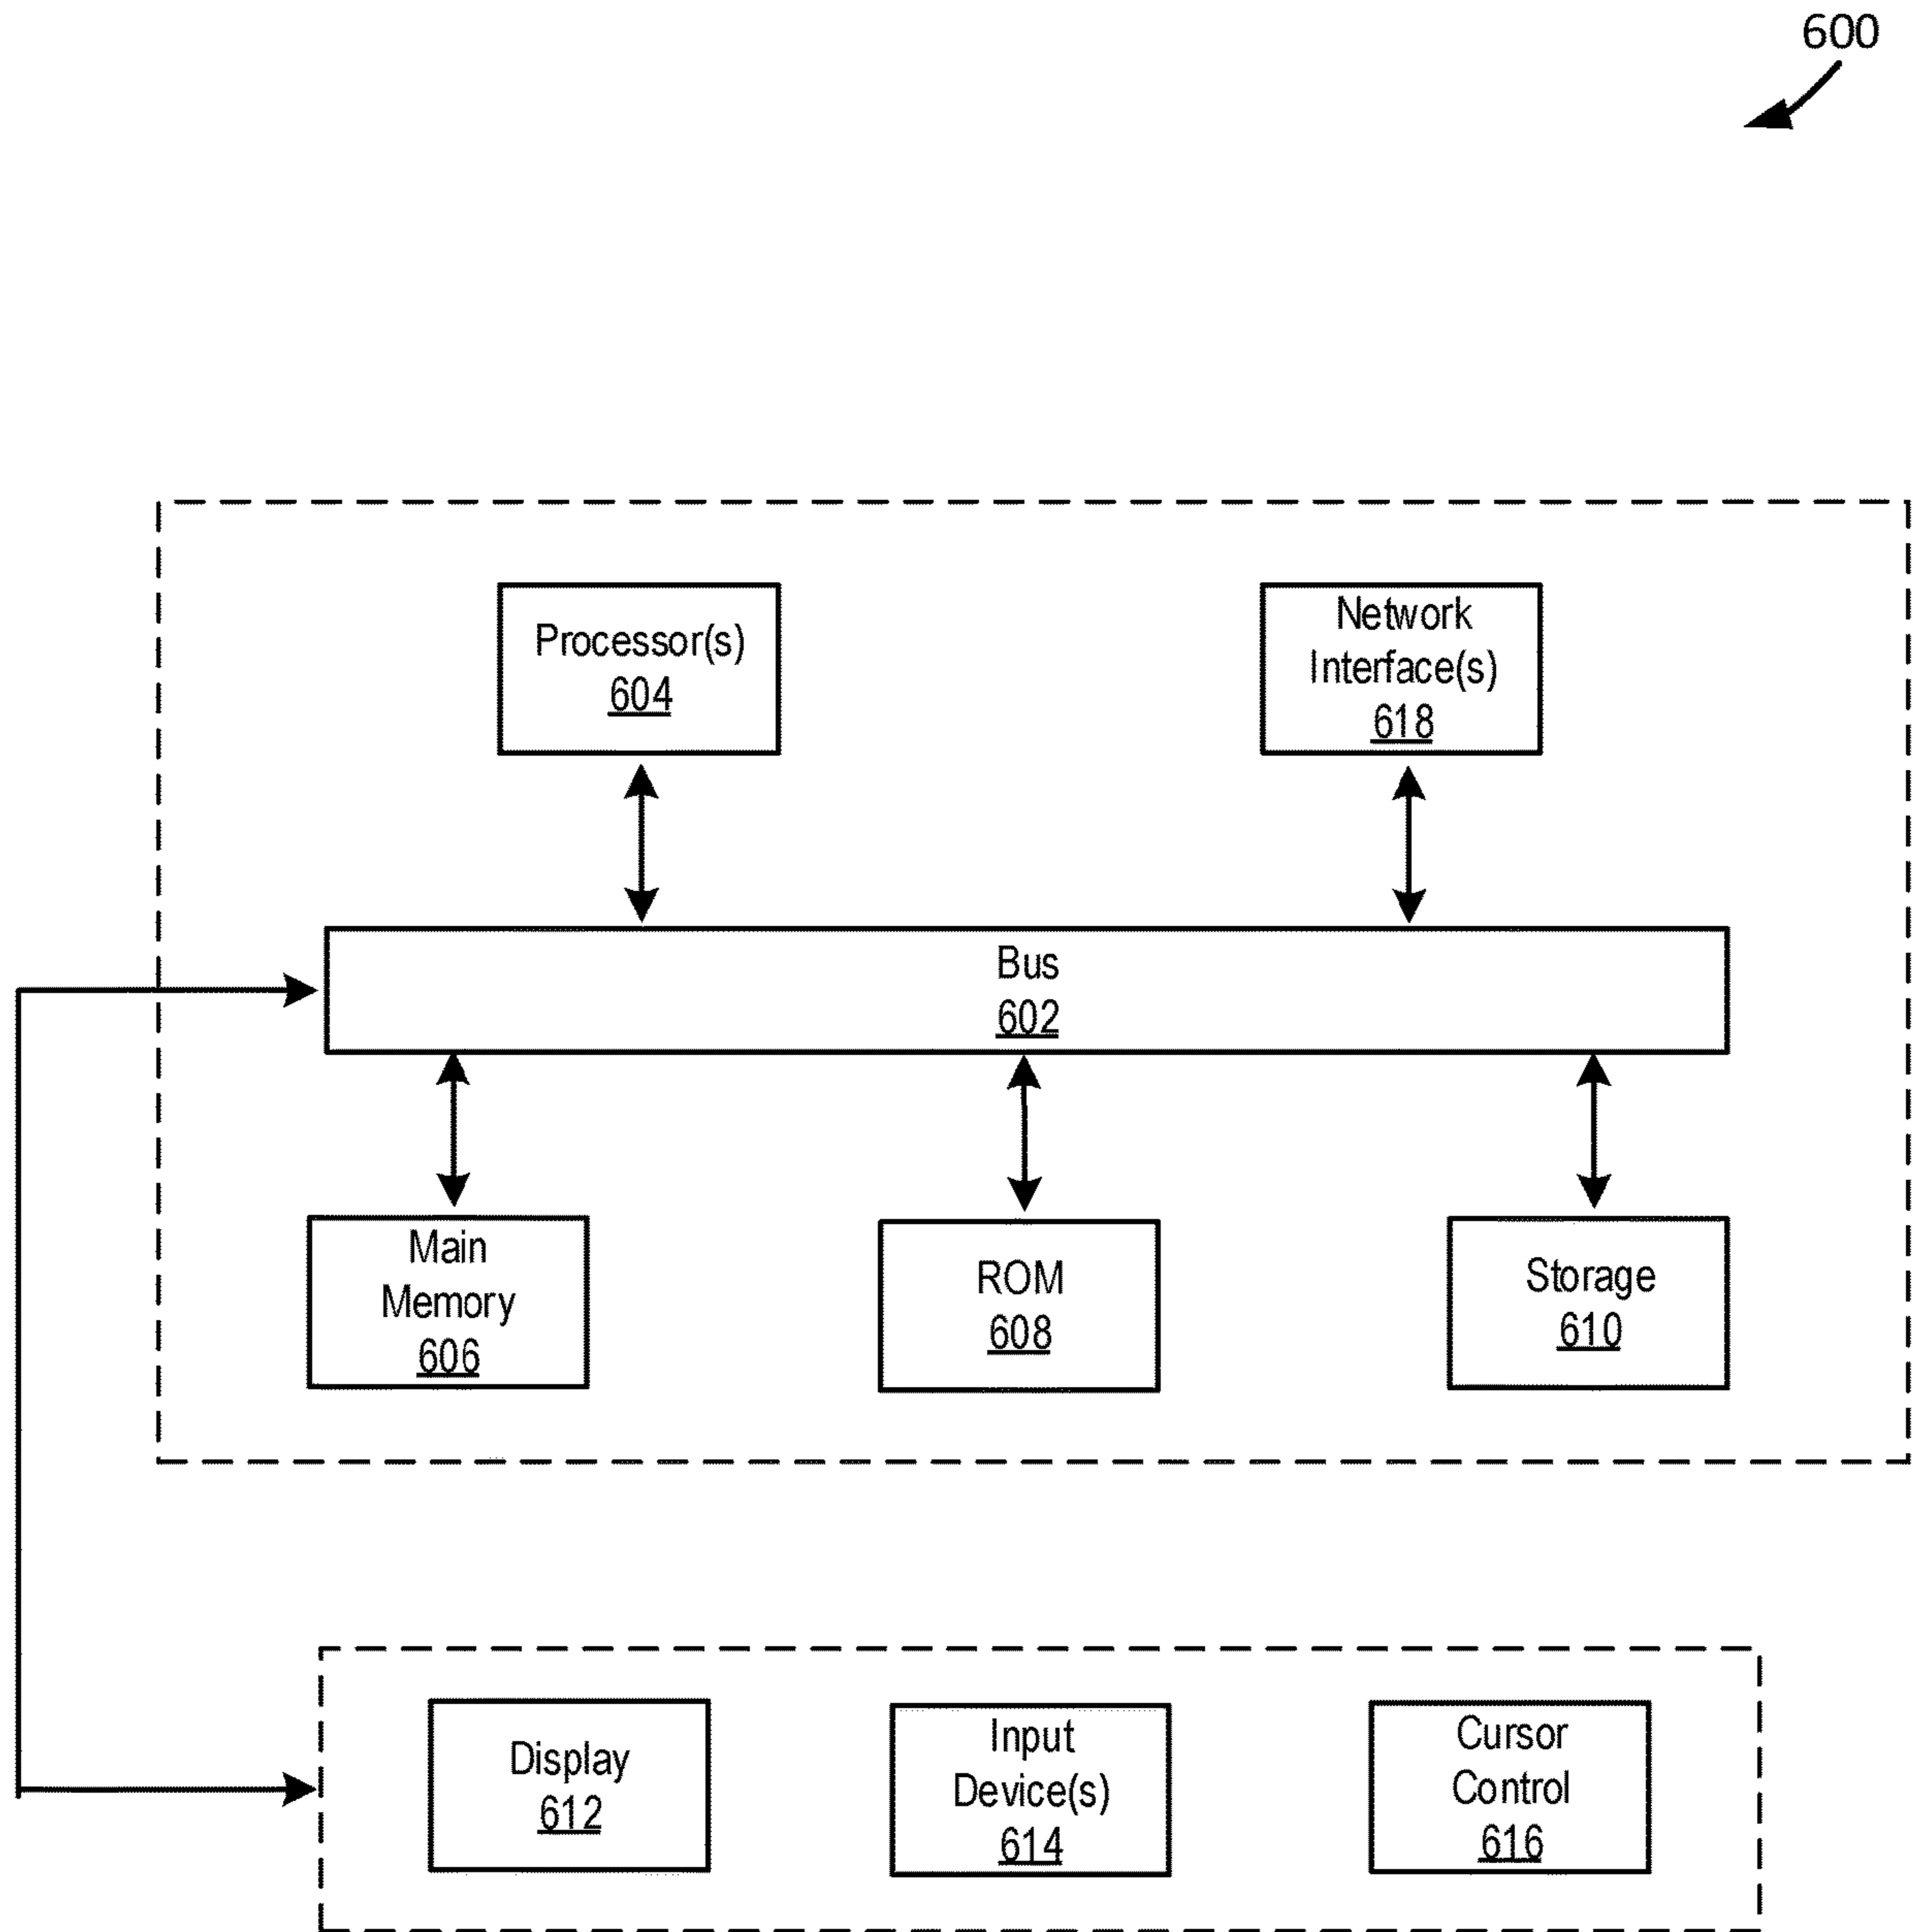 600
Processor(s)
604
Network
Interface(s)
618
Bus
602
Main
Memory
606
ROM
608
Storage
610
Display
612
Input
Device(s)
614
Cursor
Control
616